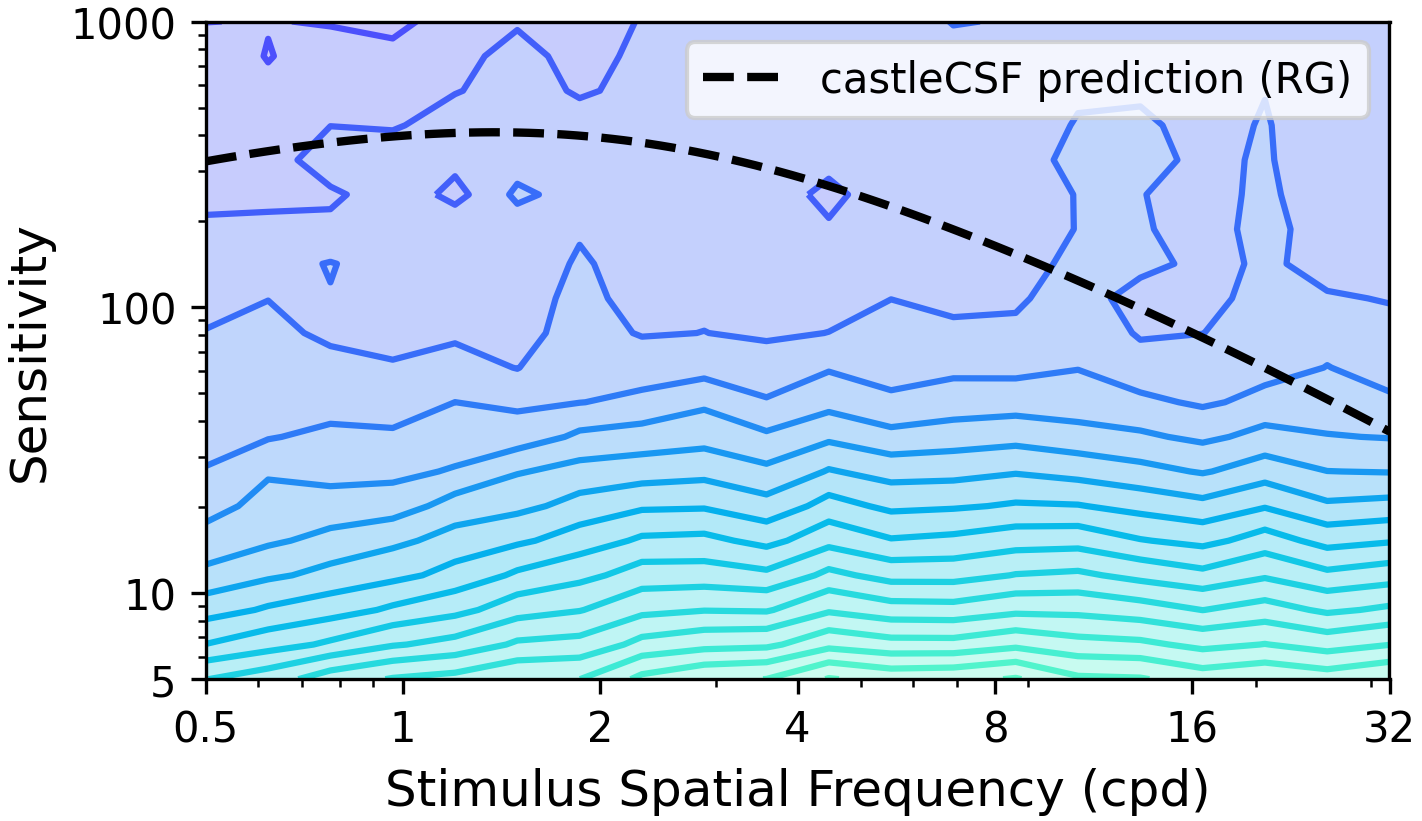 1000
100
10
5
Sensitivity
castleCSF prediction (RG)
0.5 1 2 4 8 16 32
Stimulus Spatial Frequency (cpd)